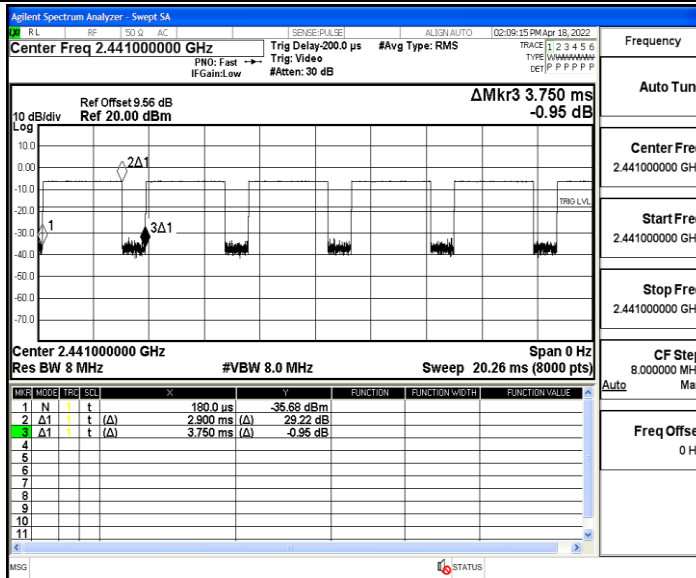 Agilent Spectrum Analyzer - Swept SA
RL RF 50 Ω AC SENSE:PULSE ALIGN AUTO 02:09:15 PM Apr 18, 2022
Center Freq 2.441000000 GHz
PNO: Fast
IFGain:Low
Trig Delay-200.0 µs
Trig: Video
#Atten: 30 dB
#Avg Type: RMS
TRACE 1 2 3 4 5 6
TYPE WWWWWW
DET P P P P P P
Frequency
Auto Tun
Center Fre
2.441000000 GH
Start Fre
2.441000000 GH
Stop Fre
2.441000000 GH
CF Step
8.000000 MH
Auto Ma
Freq Offse
0 H
ΔMkr3 3.750 ms
-0.95 dB
Ref Offset 9.56 dB
10 dB/div Ref 20.00 dBm
Log
10.0
0.00
-10.0
-20.0
-30.0
-40.0
-50.0
-60.0
-70.0
2Δ1
TRIG LVL
1
3Δ1
Center 2.441000000 GHz Span 0 Hz
Res BW 8 MHz #VBW 8.0 MHz Sweep 20.26 ms (8000 pts)
MKR MODE TRC SCL X Y FUNCTION FUNCTION WIDTH FUNCTION VALUE
1 N 1 t 180.0 µs -35.68 dBm
2 Δ1 1 t (Δ) 2.900 ms (Δ) 29.22 dB
3 Δ1 1 t (Δ) 3.750 ms (Δ) -0.95 dB
4
5
6
7
8
9
10
11
MSG STATUS